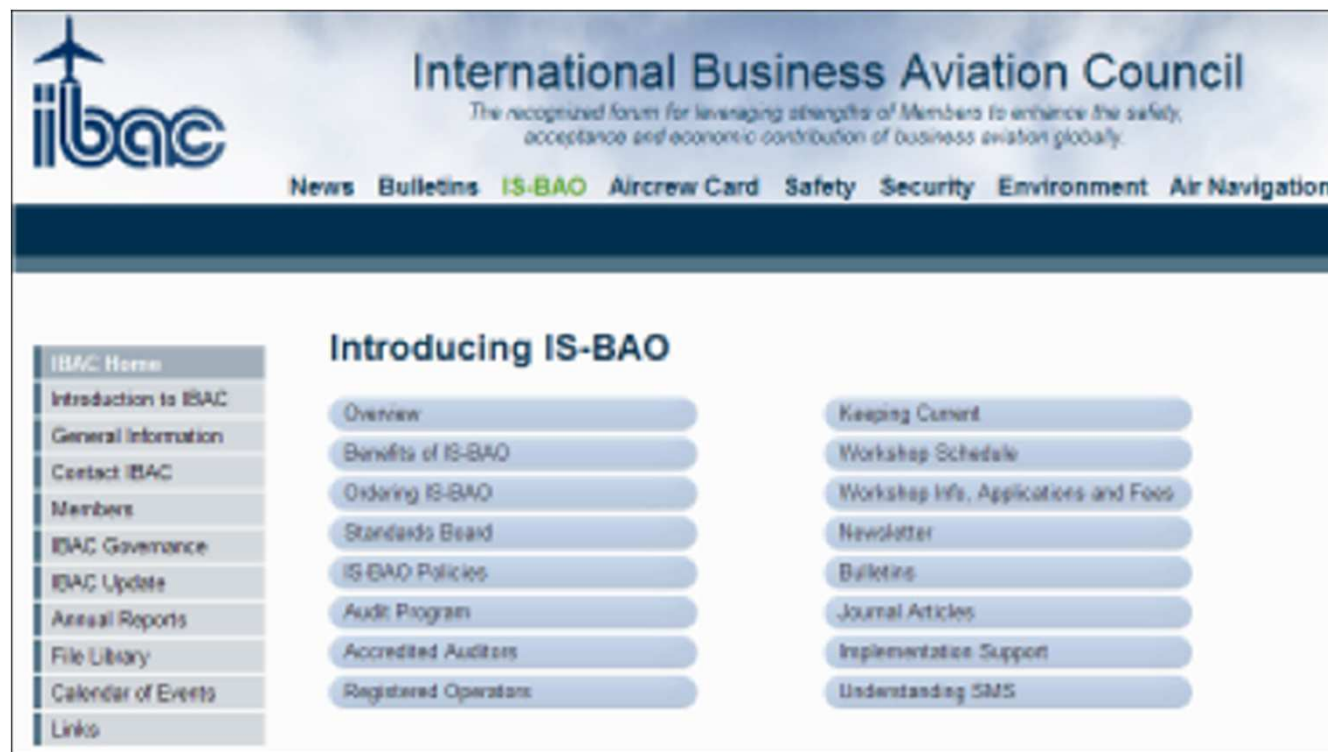 ibac
International Business Aviation Council
The recognized forum for leveraging strengths of Members to enhance the safety,
acceptance and economic contribution of business aviation globally.
News Bulletins IS-BAO Aircrew Card Safety Security Environment Air Navigation
Introducing IS-BAO
IBAC Home
Introduction to IBAC
General Information
Contact IBAC
Members
IBAC Governance
IBAC Update
Annual Reports
File Library
Calendar of Events
Links
Overview
Benefits of IS-BAO
Ordering IS-BAO
Standards Board
IS-BAO Policies
Audit Program
Accredited Auditors
Registered Operators
Keeping Current
Workshop Schedule
Workshop Info, Applications and Fees
Newsletter
Bulletins
Journal Articles
Implementation Support
Understanding SMS